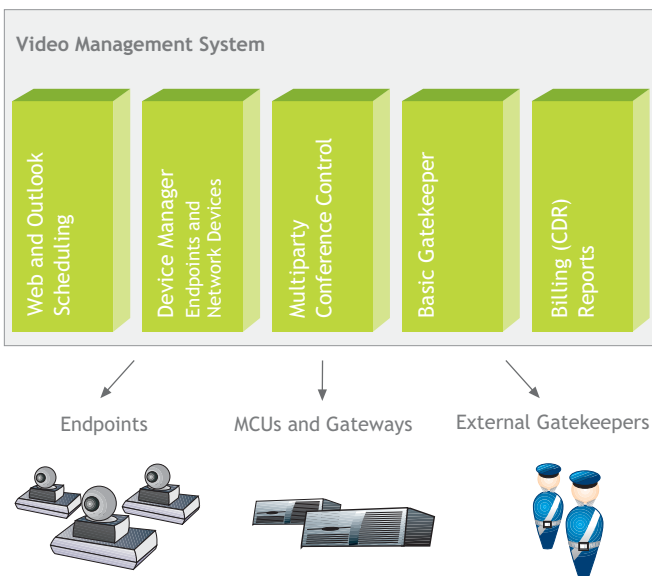 Video Management System
Web and Outlook
Scheduling
Device Manager
Endpoints and
Network Devices
Multiparty
Conference Control
Basic Gatekeeper
Billing (CDR)
Reports
Endpoints
MCUs and Gateways
External Gatekeepers